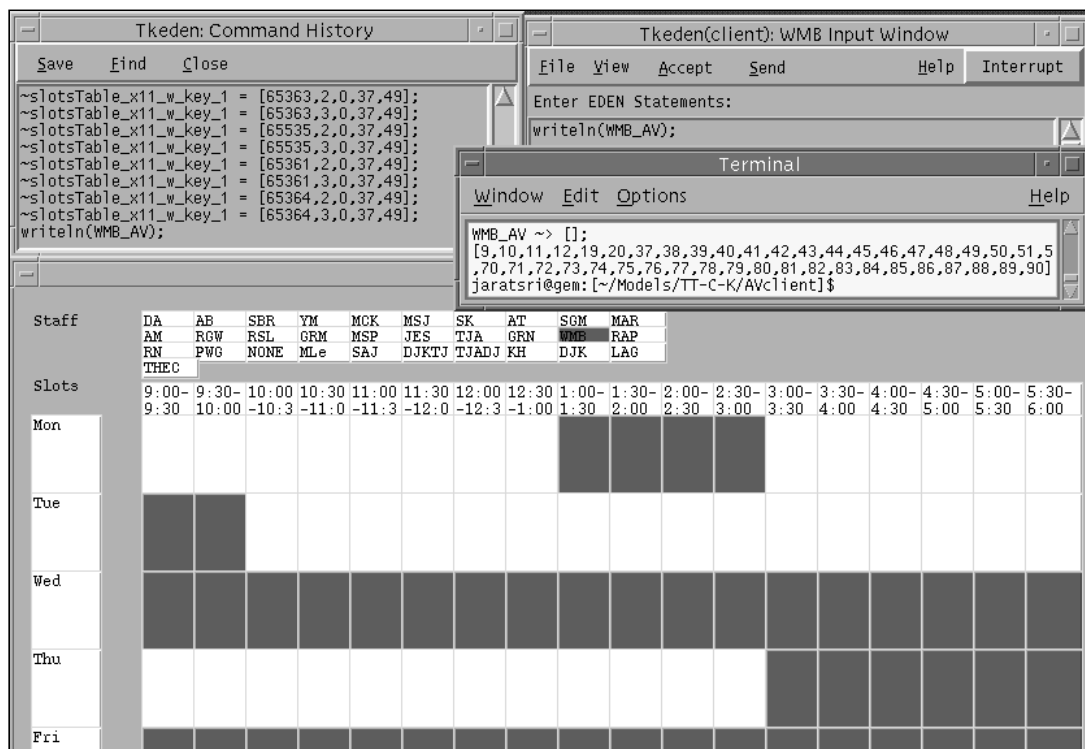 Tkeden: Command History
Save Find Close
~slotsTable_x11_w_key_1 = [65363,2,0,37,49];
~slotsTable_x11_w_key_1 = [65363,3,0,37,49];
~slotsTable_x11_w_key_1 = [65535,2,0,37,49];
~slotsTable_x11_w_key_1 = [65535,3,0,37,49];
~slotsTable_x11_w_key_1 = [65361,2,0,37,49];
~slotsTable_x11_w_key_1 = [65361,3,0,37,49];
~slotsTable_x11_w_key_1 = [65364,2,0,37,49];
~slotsTable_x11_w_key_1 = [65364,3,0,37,49];
writeln(WMB_AV);
Tkeden(client): WMB Input Window
File View Accept Send Help Interrupt
Enter EDEN Statements:
writeln(WMB_AV);
Terminal
Window Edit Options Help
WMB_AV ~> [];
[9,10,11,12,19,20,37,38,39,40,41,42,43,44,45,46,47,48,49,50,51,5
,70,71,72,73,74,75,76,77,78,79,80,81,82,83,84,85,86,87,88,89,90]
jaratsri@gem:[~/Models/TT-C-K/AVclient]$
Staff DA AB SBR YM MCK MSJ SK AT SGM MAR
AM RGW RSL GRM MSP JES TJA GRN WMB RAP
RN PWG NONE MLe SAJ DJKTJ TJADJ KH DJK LAG
THEC
Slots 9:00- 9:30- 10:00 10:30 11:00 11:30 12:00 12:30 1:00- 1:30- 2:00- 2:30- 3:00- 3:30- 4:00- 4:30- 5:00- 5:30-
9:30 10:00 -10:3 -11:0 -11:3 -12:0 -12:3 -1:00 1:30 2:00 2:30 3:00 3:30 4:00 4:30 5:00 5:30 6:00
Mon
Tue
Wed
Thu
Fri